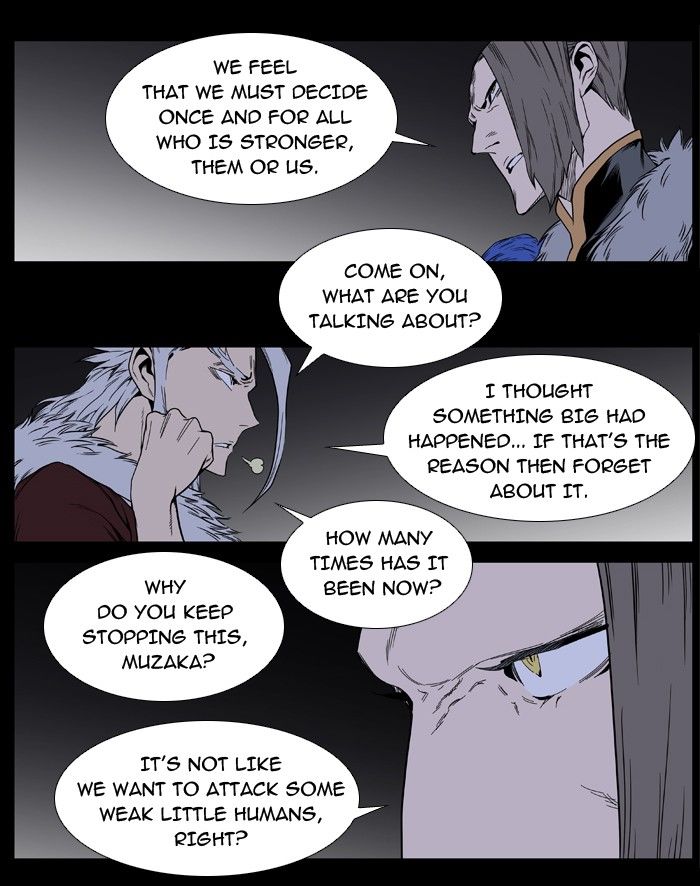 WE FEEL
THAT WE MUST DECIDE
ONCE AND FOR ALL
WHO IS STRONGER,
THEM OR US.
COME ON,
WHAT ARE YOU
TALKING ABOUT?
I THOUGHT
SOMETHING BIG HAD
HAPPENED... IF THAT'S THE
REASON THEN FORGET
ABOUT IT.
HOW MANY
TIMES HAS IT
BEEN NOW?
WHY
DO YOU KEEP
STOPPING THIS,
MUZAKA?
IT'S NOT LIKE
WE WANT TO ATTACK SOME
WEAK LITTLE HUMANS,
RIGHT?